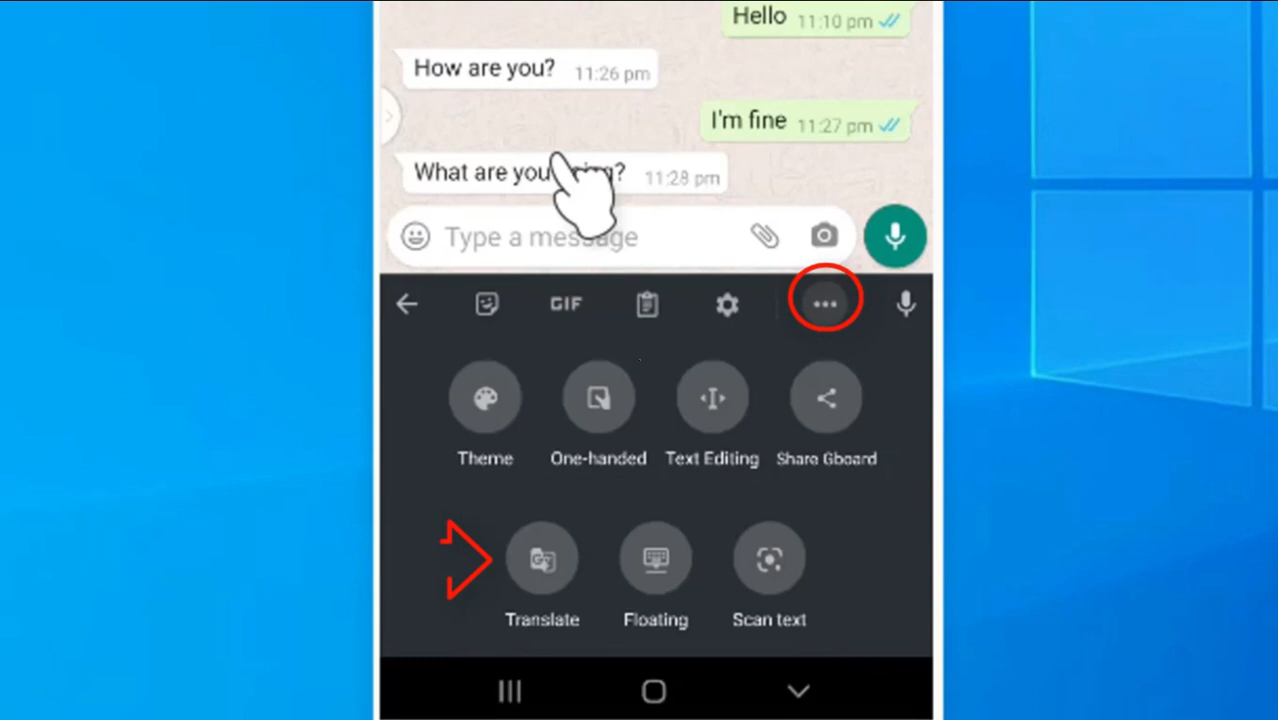 Hello 11:10 pm
How are you? 11:26 pm
I'm fine 11:27 pm
What are you ? 11:28 pm
Type a message
GIF
Theme One-handed Text Editing Share Gboard
Translate Floating Scan text